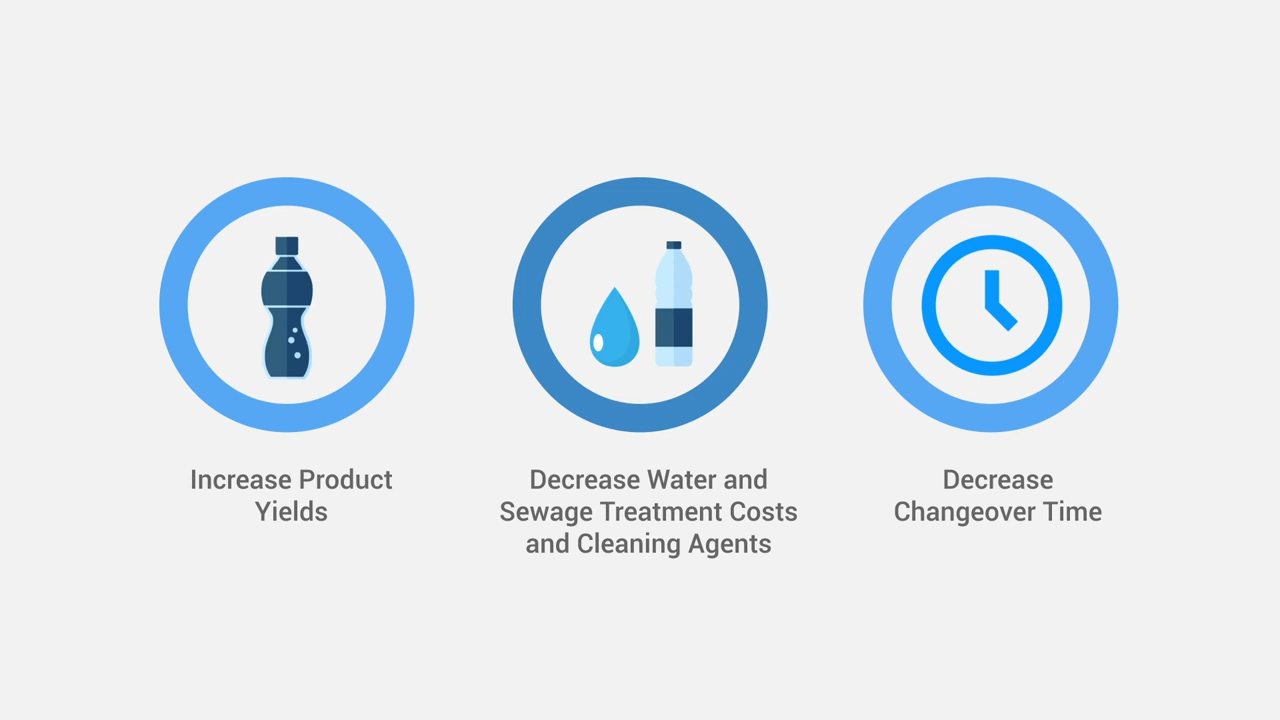 Increase Product
Yields
Decrease Water and
Sewage Treatment Costs
and Cleaning Agents
Decrease
Changeover Time